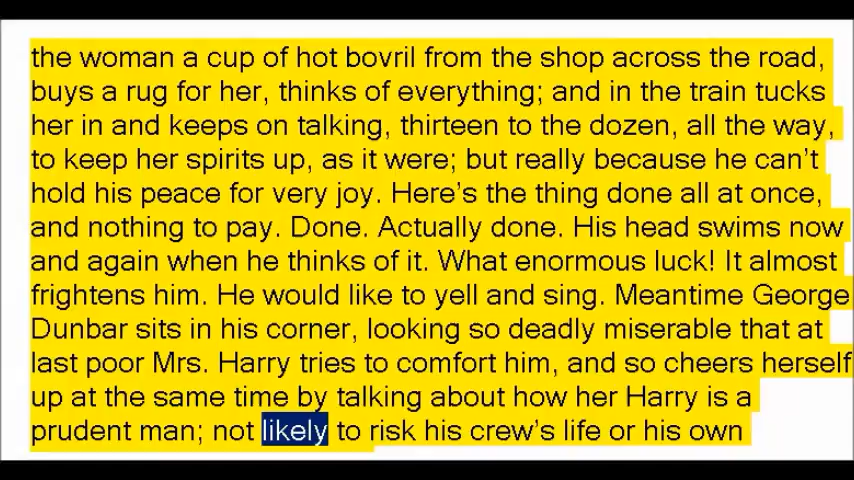 the woman a cup of hot bovril from the shop across the road,
buys a rug for her, thinks of everything; and in the train tucks
her in and keeps on talking, thirteen to the dozen, all the way,
to keep her spirits up, as it were; but really because he can’t
hold his peace for very joy. Here’s the thing done all at once,
and nothing to pay. Done. Actually done. His head swims now
and again when he thinks of it. What enormous luck! It almost
frightens him. He would like to yell and sing. Meantime George
Dunbar sits in his corner, looking so deadly miserable that at
last poor Mrs. Harry tries to comfort him, and so cheers herself
up at the same time by talking about how her Harry is a
prudent man; not likely to risk his crew’s life or his own